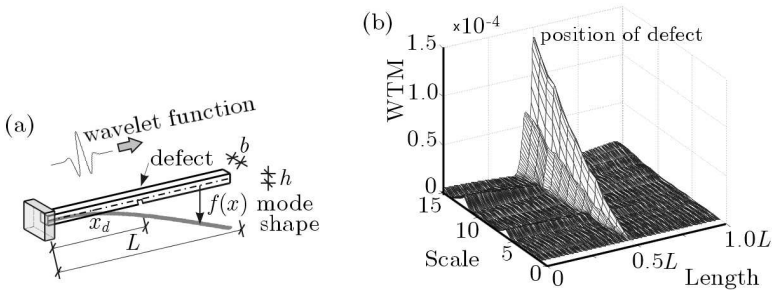 (a)
wavelet function
defect
b
h
f(x) mode
shape
x_d
L
(b)
×10⁻⁴
position of defect
WTM
1.5
1.0
0.5
0
15
10
5
0
Scale
0
0.5L
1.0L
Length